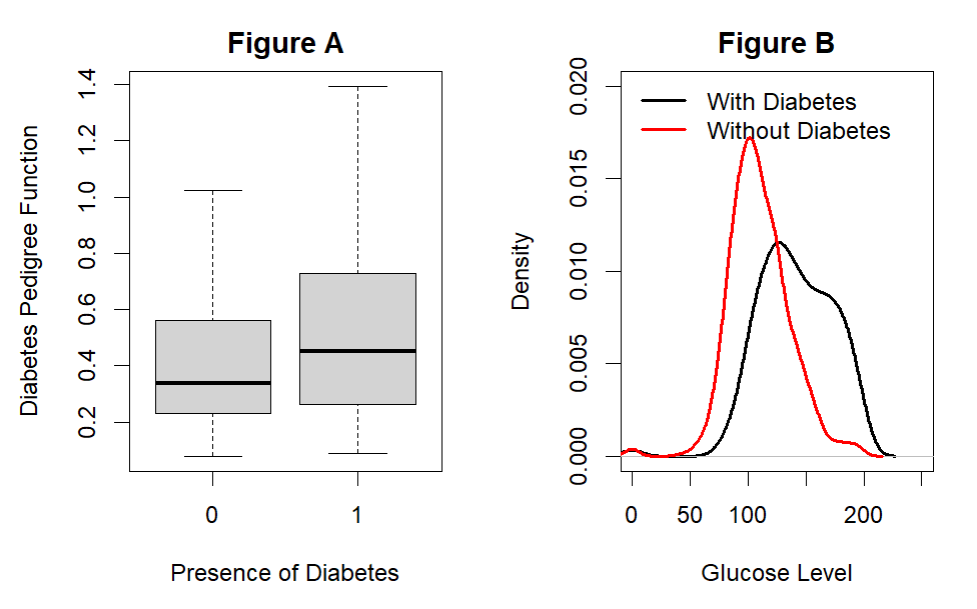 Figure A
Diabetes Pedigree Function
1.4
1.2
1.0
0.8
0.6
0.4
0.2
0 1
Presence of Diabetes
Figure B
Density
0.020
0.015
0.010
0.005
0.000
With Diabetes
Without Diabetes
0 50 100 200
Glucose Level